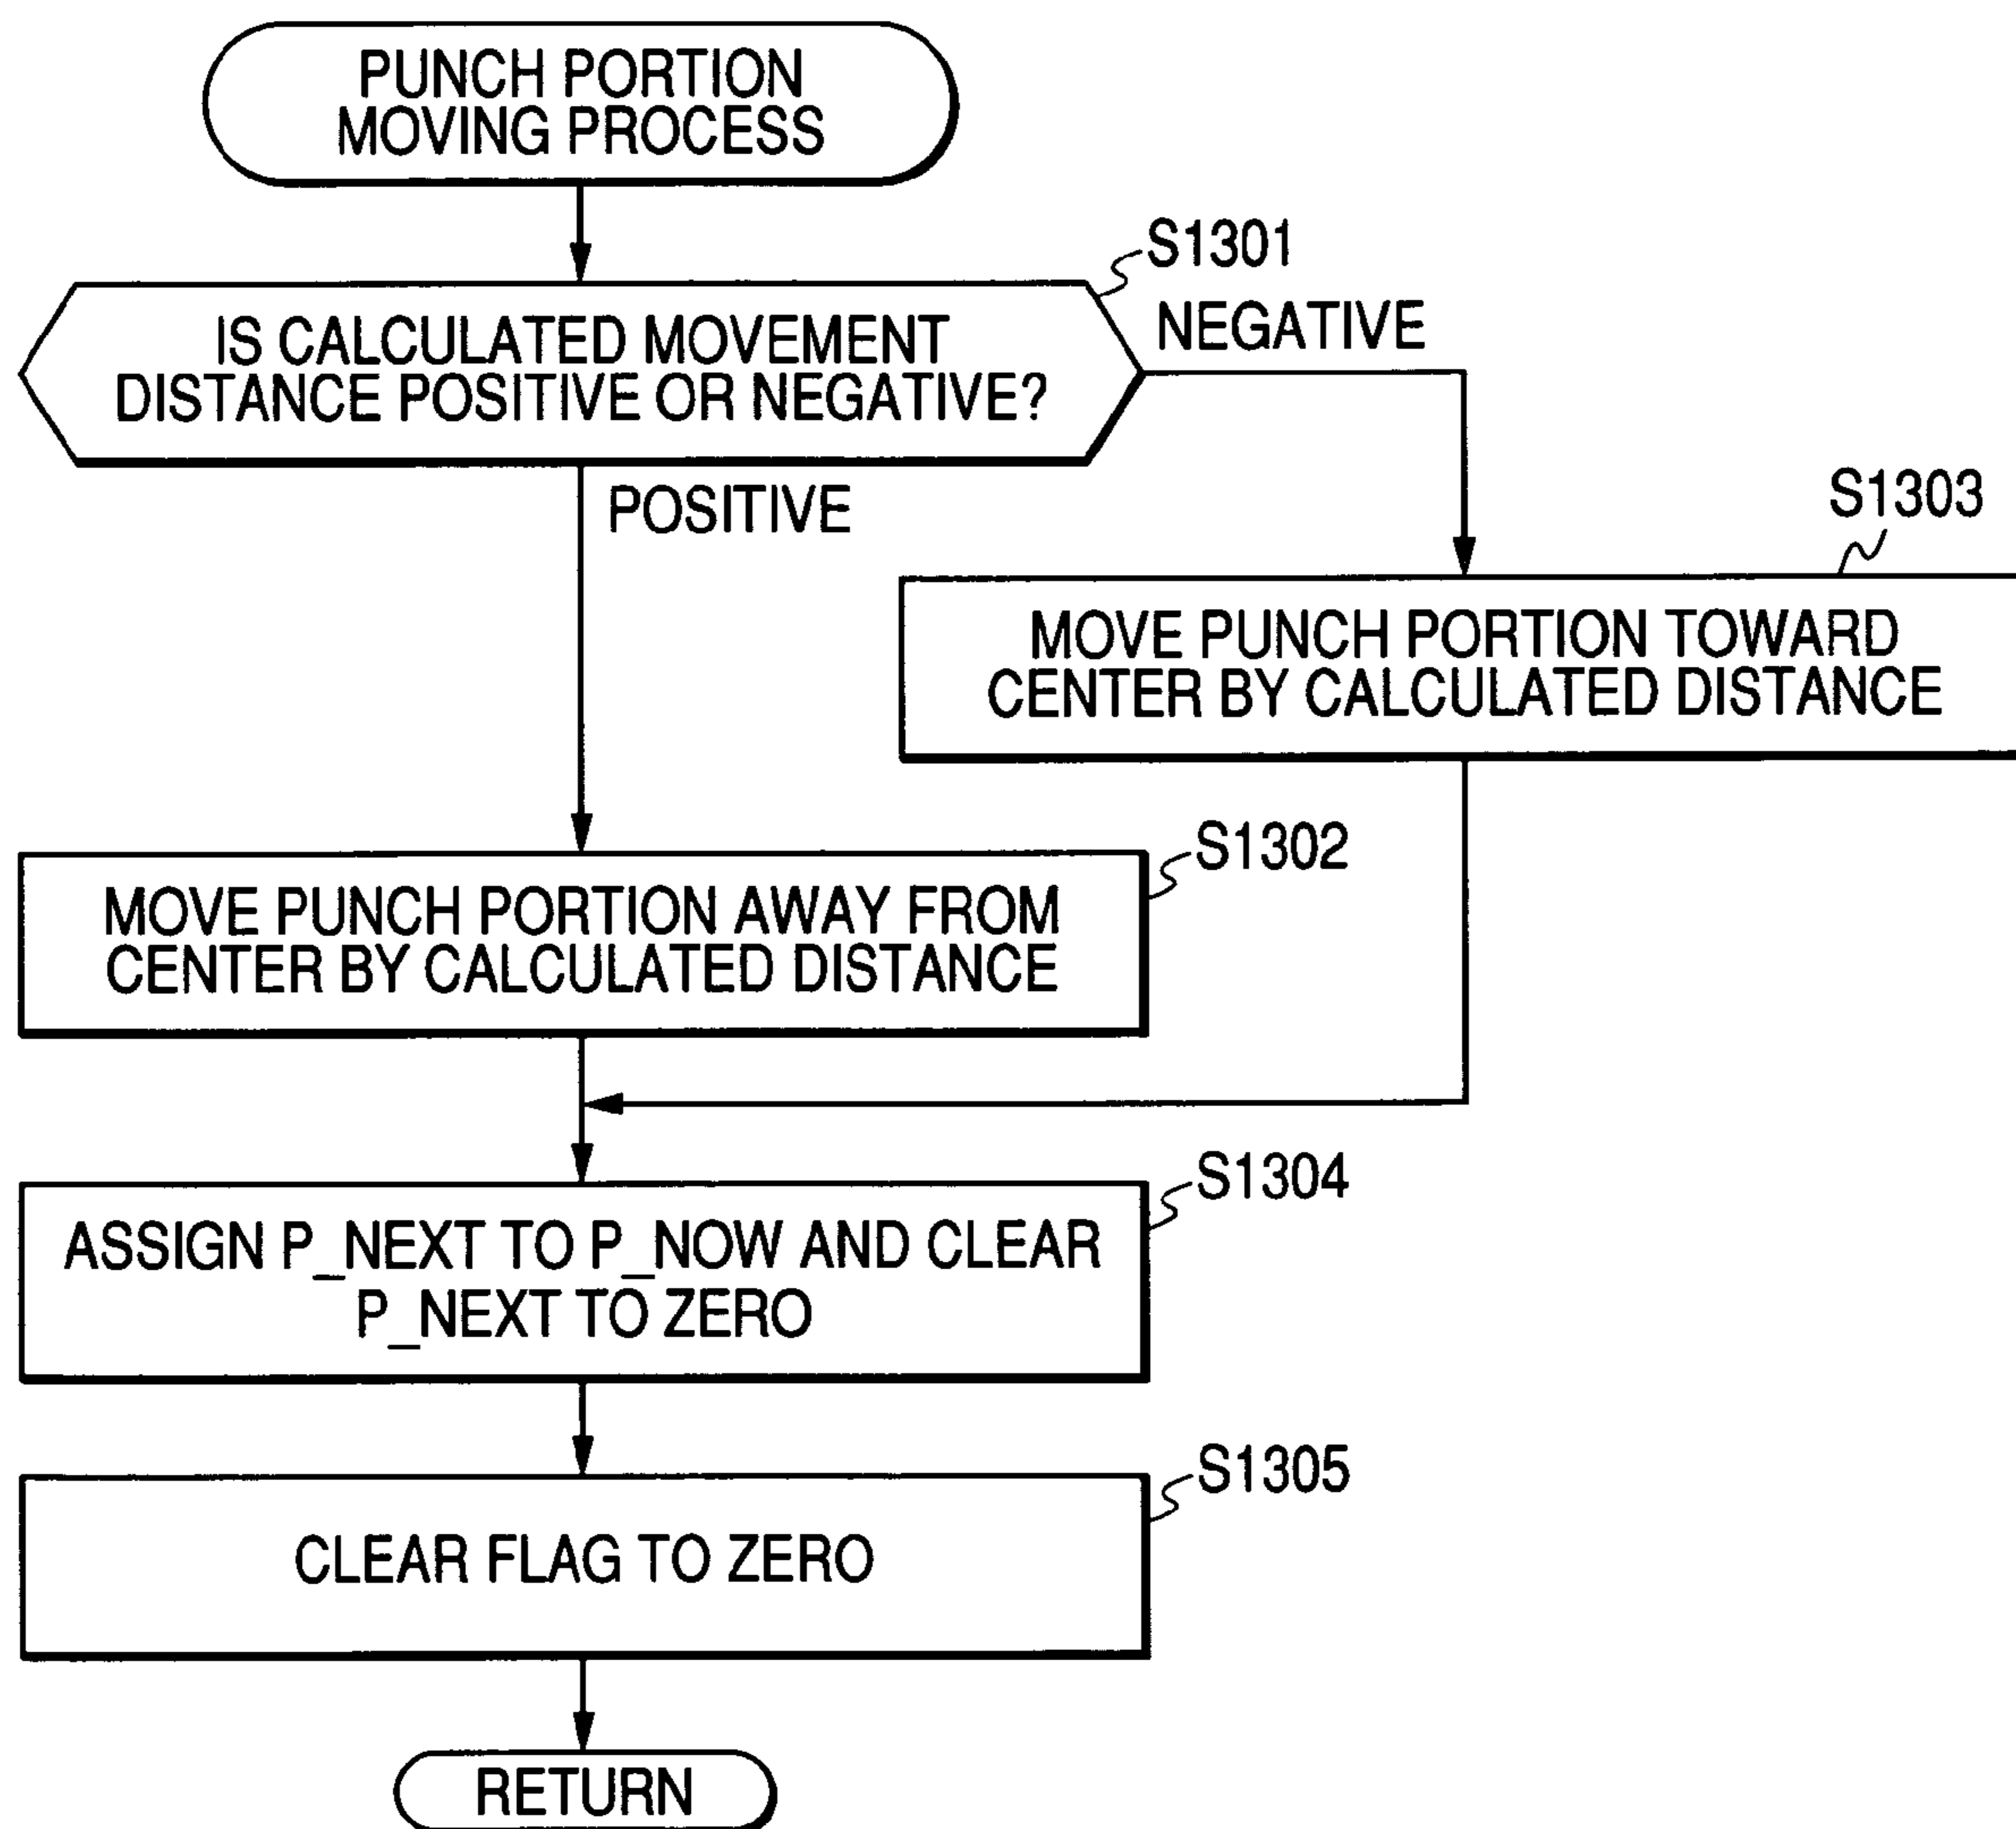 PUNCH PORTION
MOVING PROCESS
S1301
IS CALCULATED MOVEMENT
DISTANCE POSITIVE OR NEGATIVE?
NEGATIVE
POSITIVE
S1303
MOVE PUNCH PORTION TOWARD
CENTER BY CALCULATED DISTANCE
S1302
MOVE PUNCH PORTION AWAY FROM
CENTER BY CALCULATED DISTANCE
S1304
ASSIGN P_NEXT TO P_NOW AND CLEAR
P_NEXT TO ZERO
S1305
CLEAR FLAG TO ZERO
RETURN